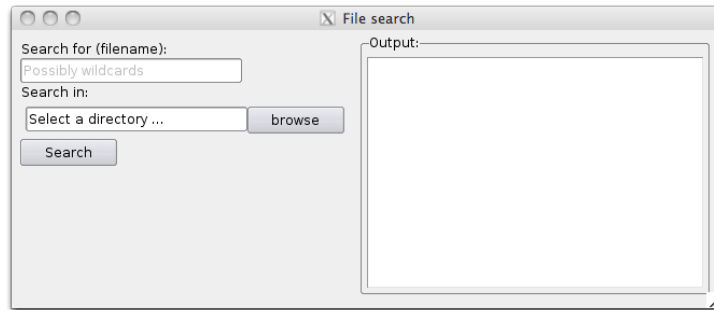 File search
Search for (filename):
Possibly wildcards
Search in:
Select a directory ...
browse
Search
Output: